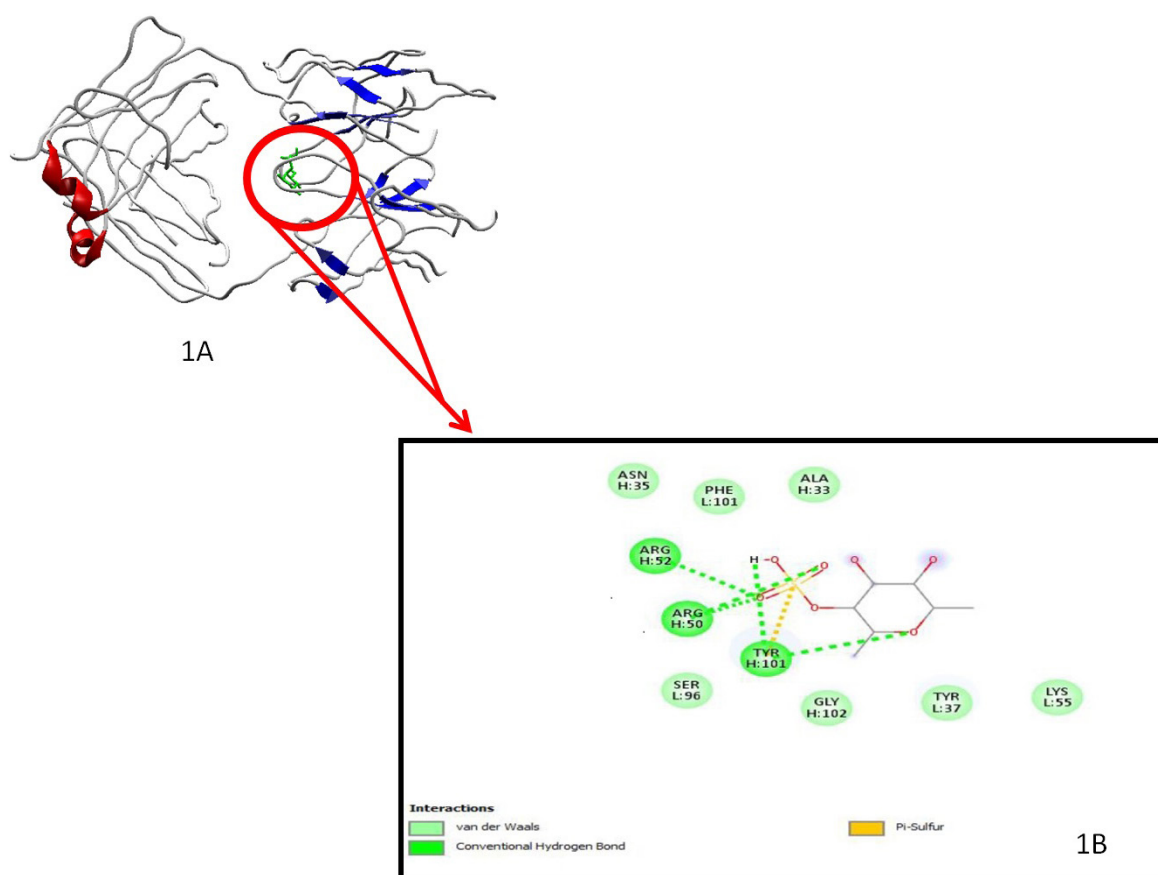 1A
ASN
H:35
PHE
L:101
ALA
H:33
ARG
H:52
H
O
O
O
O
ARG
H:50
O
O
O
TYR
H:101
SER
L:96
GLY
H:102
TYR
L:37
LYS
L:55
Interactions
van der Waals
Pi-Sulfur
Conventional Hydrogen Bond
1B